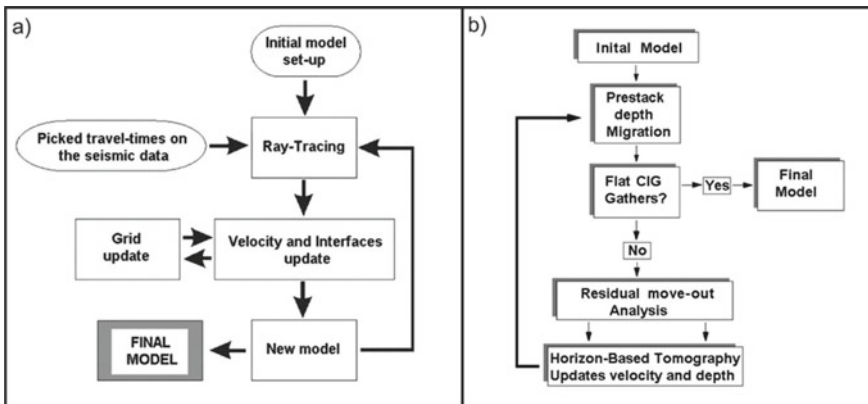 a)
Initial model
set-up
Picked travel-times on
the seismic data
Ray-Tracing
Grid
update
Velocity and Interfaces
update
FINAL
MODEL
New model
b)
Inital Model
Prestack
depth
Migration
Flat CIG
Gathers?
Yes
Final
Model
No
Residual move-out
Analysis
Horizon-Based Tomography
Updates velocity and depth